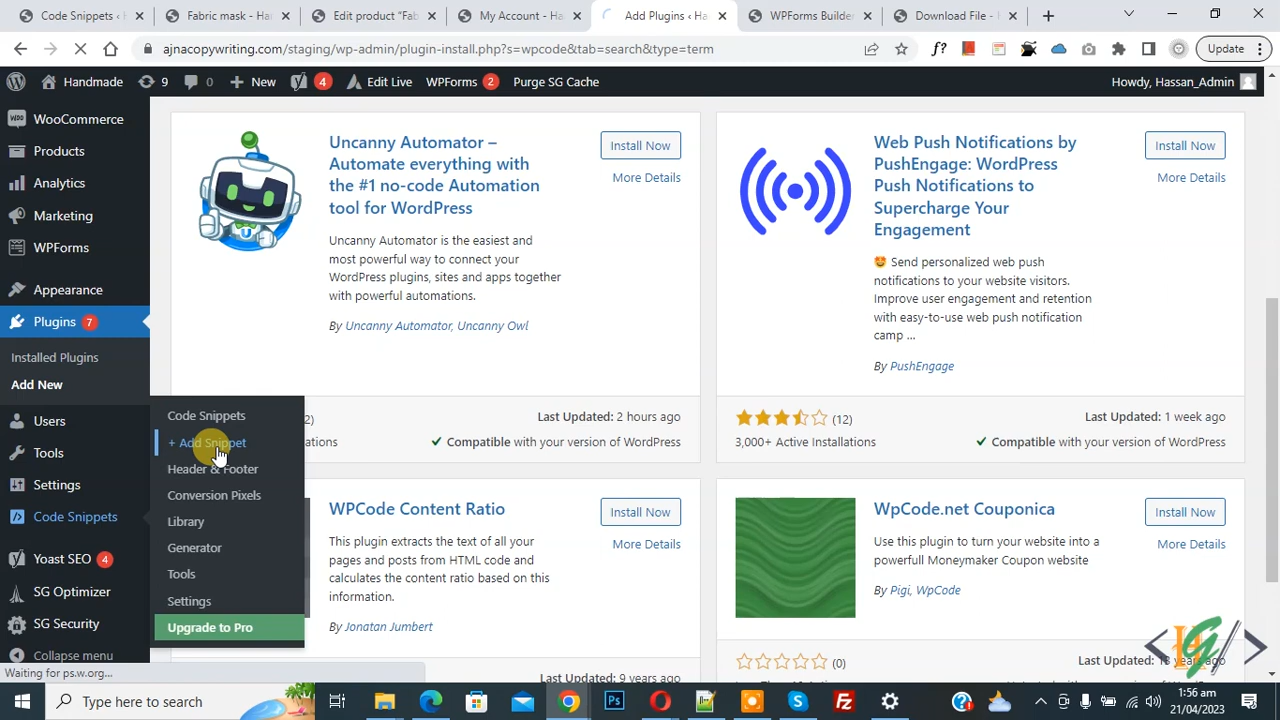 Code Snippets ‹ H
Fabric mask - Ha
Edit product "Fab
My Account - Ha
Add Plugins ‹ Ha
WPForms Builder
Download File - H
ajnacopywriting.com/staging/wp-admin/plugin-install.php?s=wpcode&tab=search&type=term
f?
Update
Handmade
9
0
New
4
Edit Live
WPForms 2
Purge SG Cache
Howdy, Hassan_Admin
WooCommerce
Products
Analytics
Marketing
WPForms
Appearance
Plugins 7
Installed Plugins
Add New
Users
Tools
Settings
Code Snippets
Yoast SEO 4
SG Optimizer
SG Security
Collapse menu
Code Snippets
+ Add Snippet
Header & Footer
Conversion Pixels
Library
Generator
Tools
Settings
Upgrade to Pro
Uncanny Automator –
Automate everything with
the #1 no-code Automation
tool for WordPress
Install Now
More Details
Uncanny Automator is the easiest and
most powerful way to connect your
WordPress plugins, sites and apps together
with powerful automations.
By Uncanny Automator, Uncanny Owl
Last Updated: 2 hours ago
Compatible with your version of WordPress
Web Push Notifications by
PushEngage: WordPress
Push Notifications to
Supercharge Your
Engagement
Install Now
More Details
Send personalized web push
notifications to your website visitors.
Improve user engagement and retention
with easy-to-use web push notification
camp ...
By PushEngage
(12)
Last Updated: 1 week ago
3,000+ Active Installations
Compatible with your version of WordPress
WPCode Content Ratio
Install Now
More Details
This plugin extracts the text of all your
pages and posts from HTML code and
calculates the content ratio based on this
information.
By Jonatan Jumbert
Last Updated: 9 years ago
WpCode.net Couponica
Install Now
More Details
Use this plugin to turn your website into a
powerful Moneymaker Coupon website
By Pigi, WpCode
(0)
Last Updated:
Waiting for ps.w.org...
Type here to search
1:56 am
21/04/2023